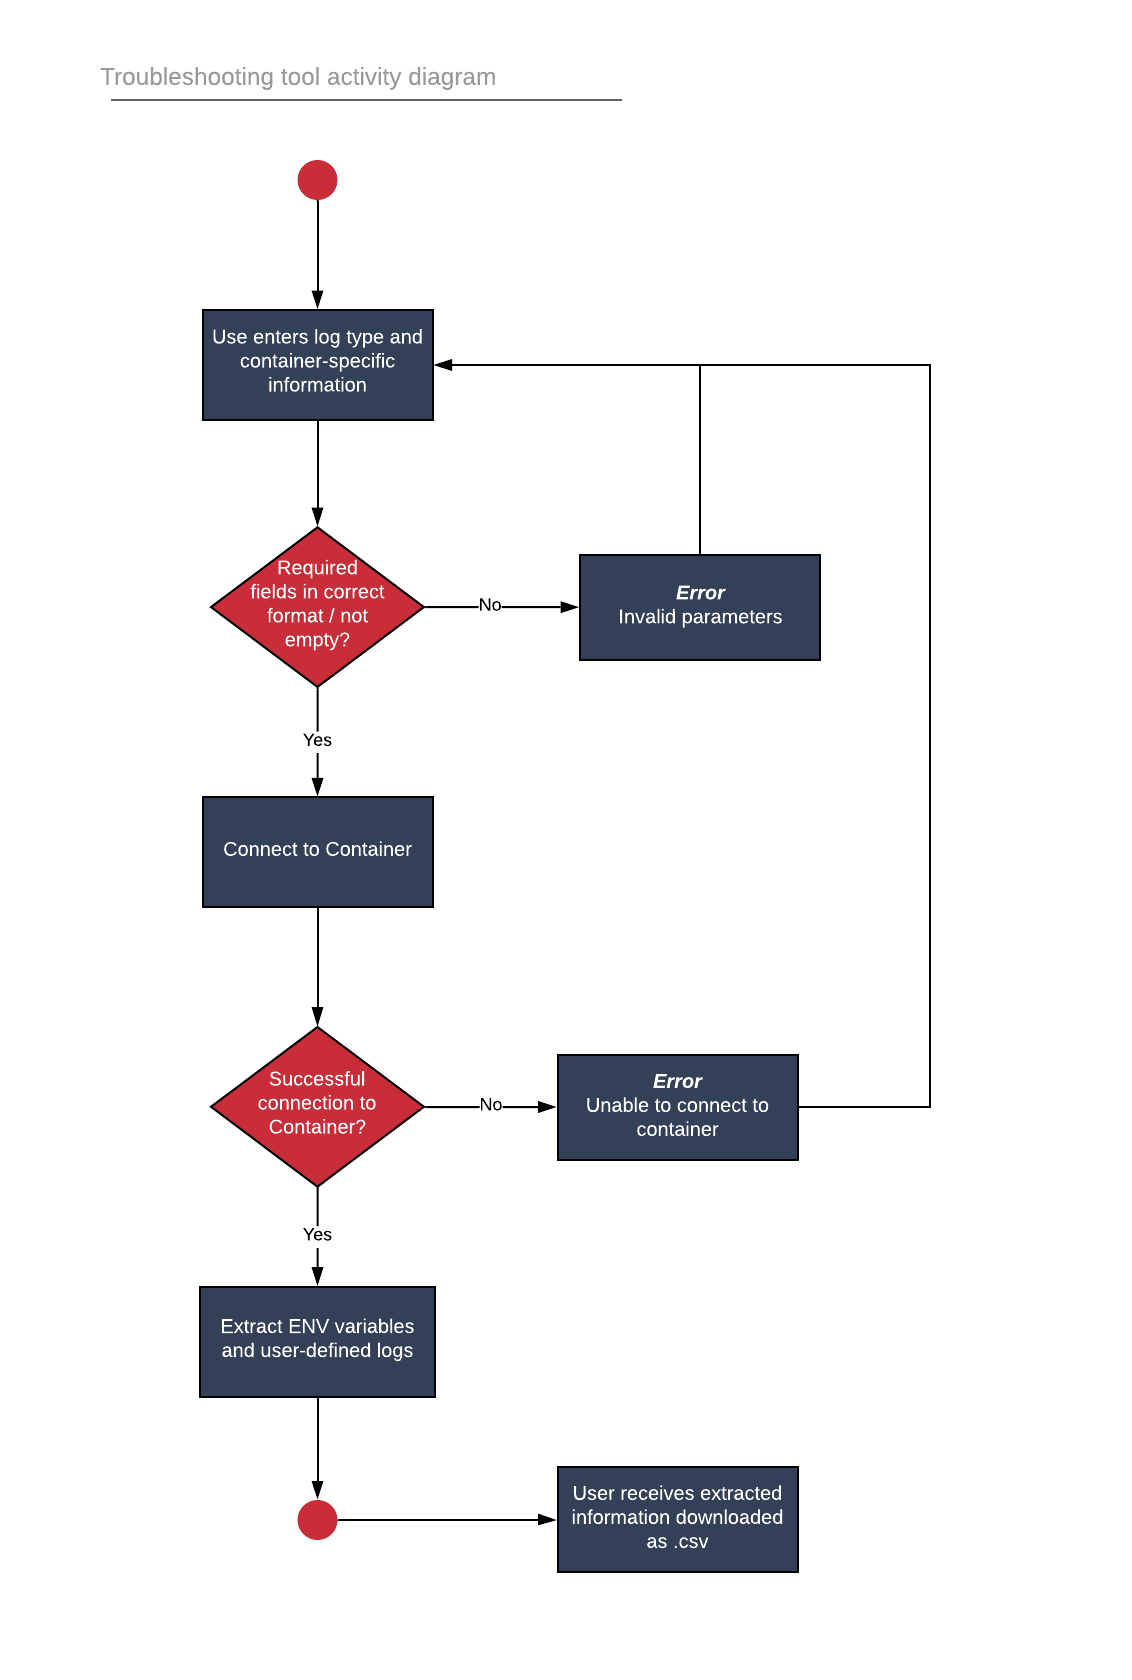 Troubleshooting tool activity diagram
Use enters log type and
container-specific
information
Required
fields in correct
format / not
empty?
No
Error
Invalid parameters
Yes
Connect to Container
Successful
connection to
Container?
No
Error
Unable to connect to
container
Yes
Extract ENV variables
and user-defined logs
User receives extracted
information downloaded
as .csv